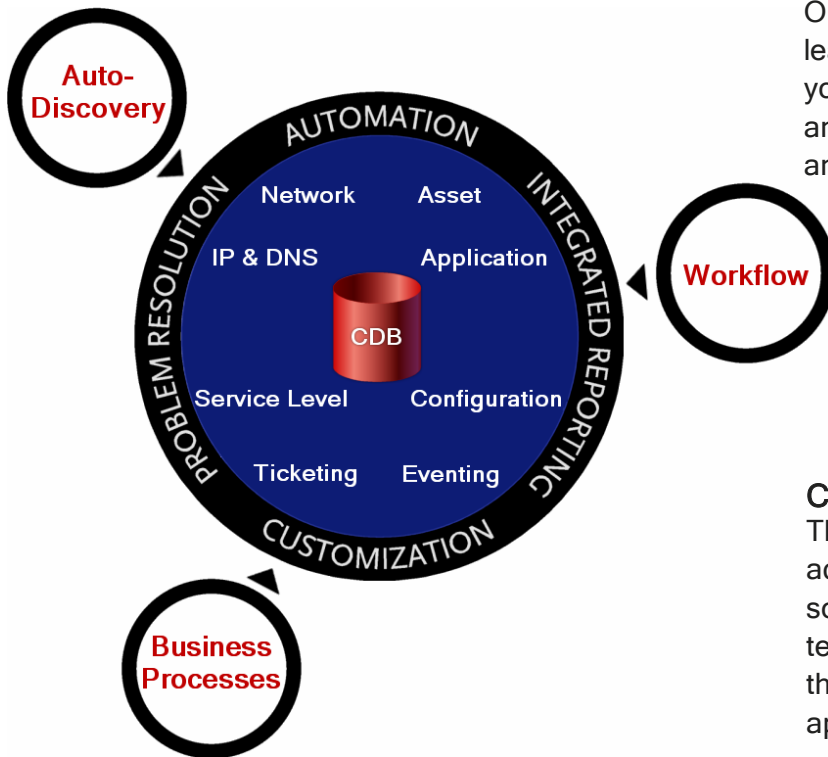 Auto-
Discovery
AUTOMATION
INTEGRATED REPORTING
PROBLEM RESOLUTION
CUSTOMIZATION
Network Asset
IP & DNS Application
CDB
Service Level Configuration
Ticketing Eventing
Workflow
Business
Processes